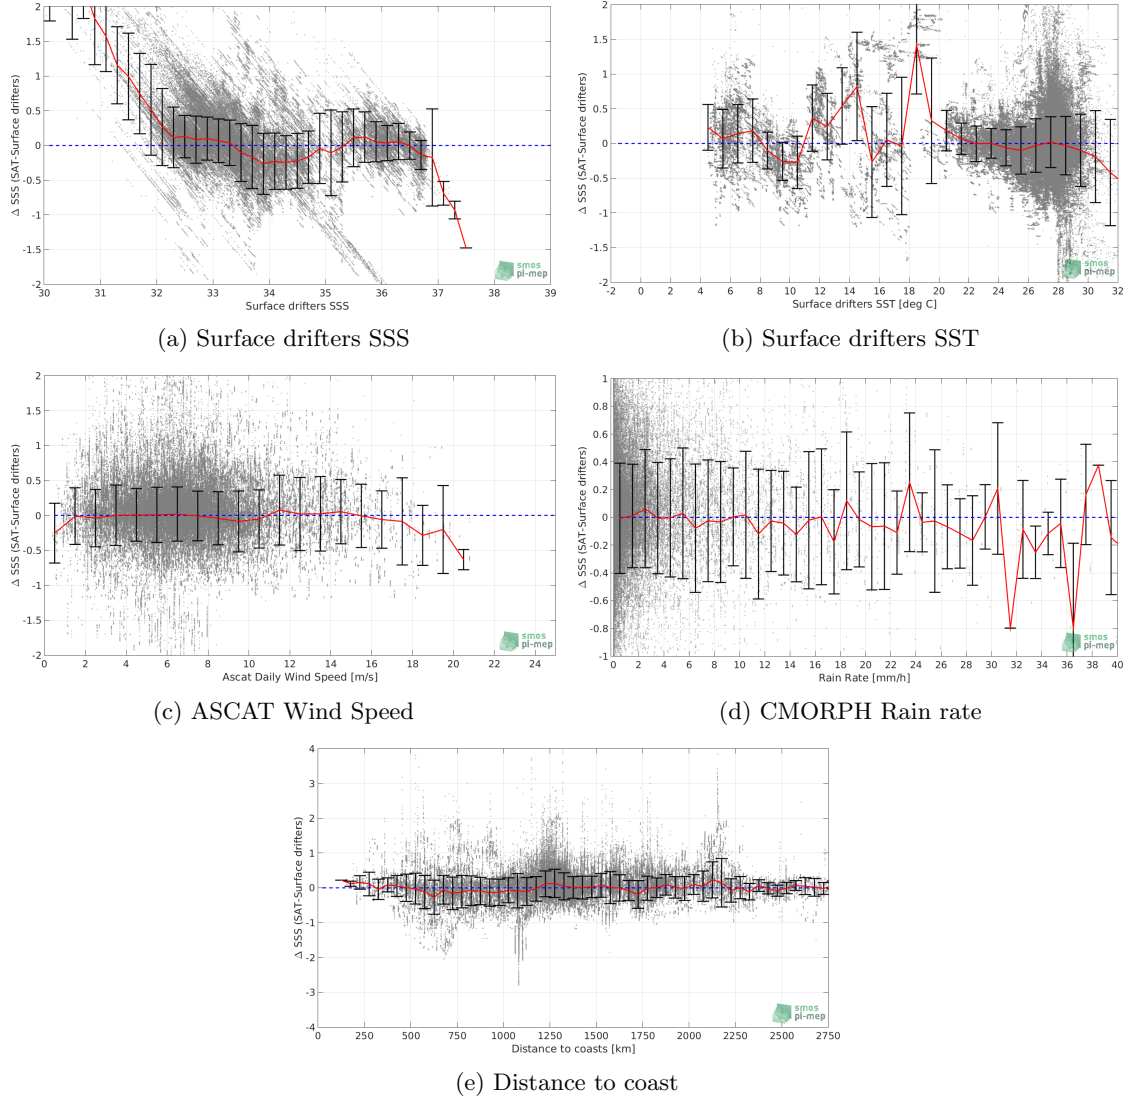 2
1.5
1
0.5
0
-0.5
-1
-1.5
-2
Δ SSS (SAT-Surface drifters)
30 31 32 33 34 35 36 37 38 39
Surface drifters SSS
smos
pi-mep
(a) Surface drifters SSS
2
1.5
1
0.5
0
-0.5
-1
-1.5
-2
Δ SSS (SAT-Surface drifters)
-2 0 2 4 6 8 10 12 14 16 18 20 22 24 26 28 30 32
Surface drifters SST [deg C]
smos
pi-mep
(b) Surface drifters SST
2
1.5
1
0.5
0
-0.5
-1
-1.5
-2
Δ SSS (SAT-Surface drifters)
0 2 4 6 8 10 12 14 16 18 20 22 24
Ascat Daily Wind Speed [m/s]
smos
pi-mep
(c) ASCAT Wind Speed
1
0.8
0.6
0.4
0.2
0
-0.2
-0.4
-0.6
-0.8
-1
Δ SSS (SAT-Surface drifters)
0 2 4 6 8 10 12 14 16 18 20 22 24 26 28 30 32 34 36 38 40
Rain Rate [mm/h]
smos
pi-mep
(d) CMORPH Rain rate
4
3
2
1
0
-1
-2
-3
-4
Δ SSS (SAT-Surface drifters)
0 250 500 750 1000 1250 1500 1750 2000 2250 2500 2750
Distance to coasts [km]
smos
pi-mep
(e) Distance to coast